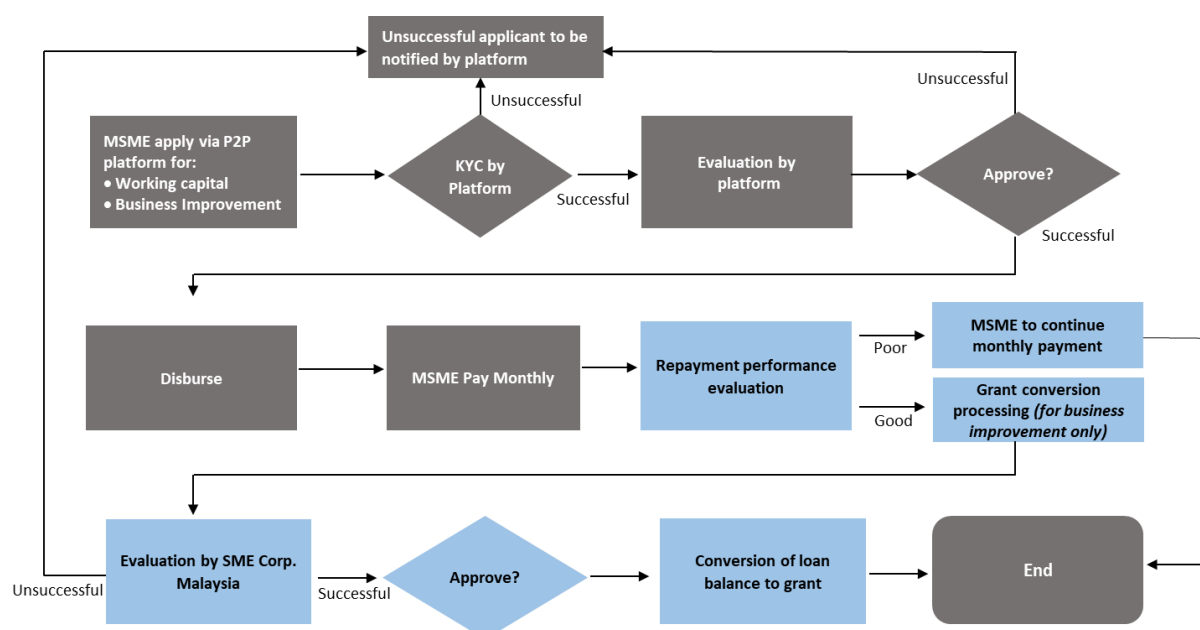 Unsuccessful applicant to be
notified by platform
Unsuccessful
Unsuccessful
MSME apply via P2P
platform for:
• Working capital
• Business Improvement
KYC by
Platform
Successful
Evaluation by
platform
Approve?
Successful
Disburse
MSME Pay Monthly
Repayment performance
evaluation
Poor
MSME to continue
monthly payment
Good
Grant conversion
processing (for business
improvement only)
Unsuccessful
Evaluation by SME Corp.
Malaysia
Successful
Approve?
Conversion of loan
balance to grant
End